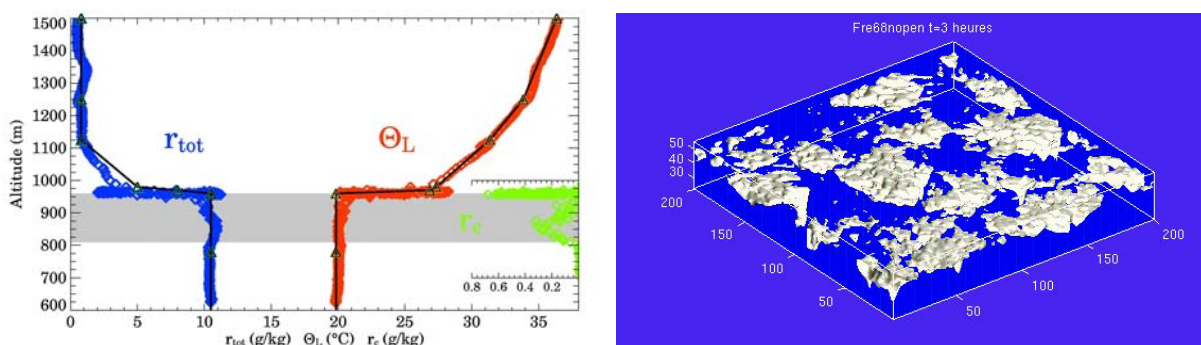 1500
1400
1300
1200
1100
1000
900
800
700
600
Altitude (m)
r_tot
Θ_L
r_c
0.8 0.6 0.4 0.2
0 5 10 15 20 25 30 35
r_tot (g/kg) Θ_L (°C) r_c (g/kg)
Fre68nopen t=3 heures
50
40
30
200
150
100
50
50
100
150
200